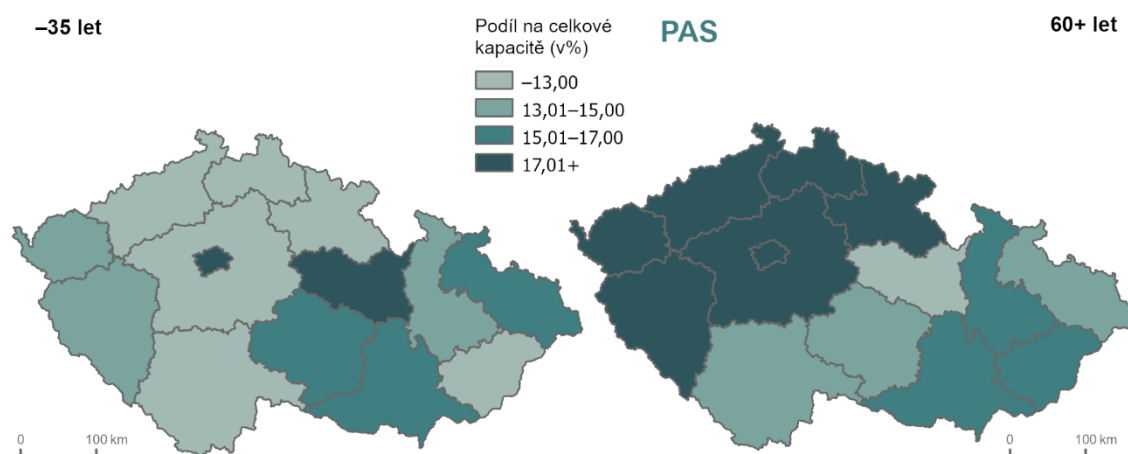 –35 let
Podíl na celkové
kapacitě (v%)
–13,00
13,01–15,00
15,01–17,00
17,01+
PAS
60+ let
0 100 km
0 100 km